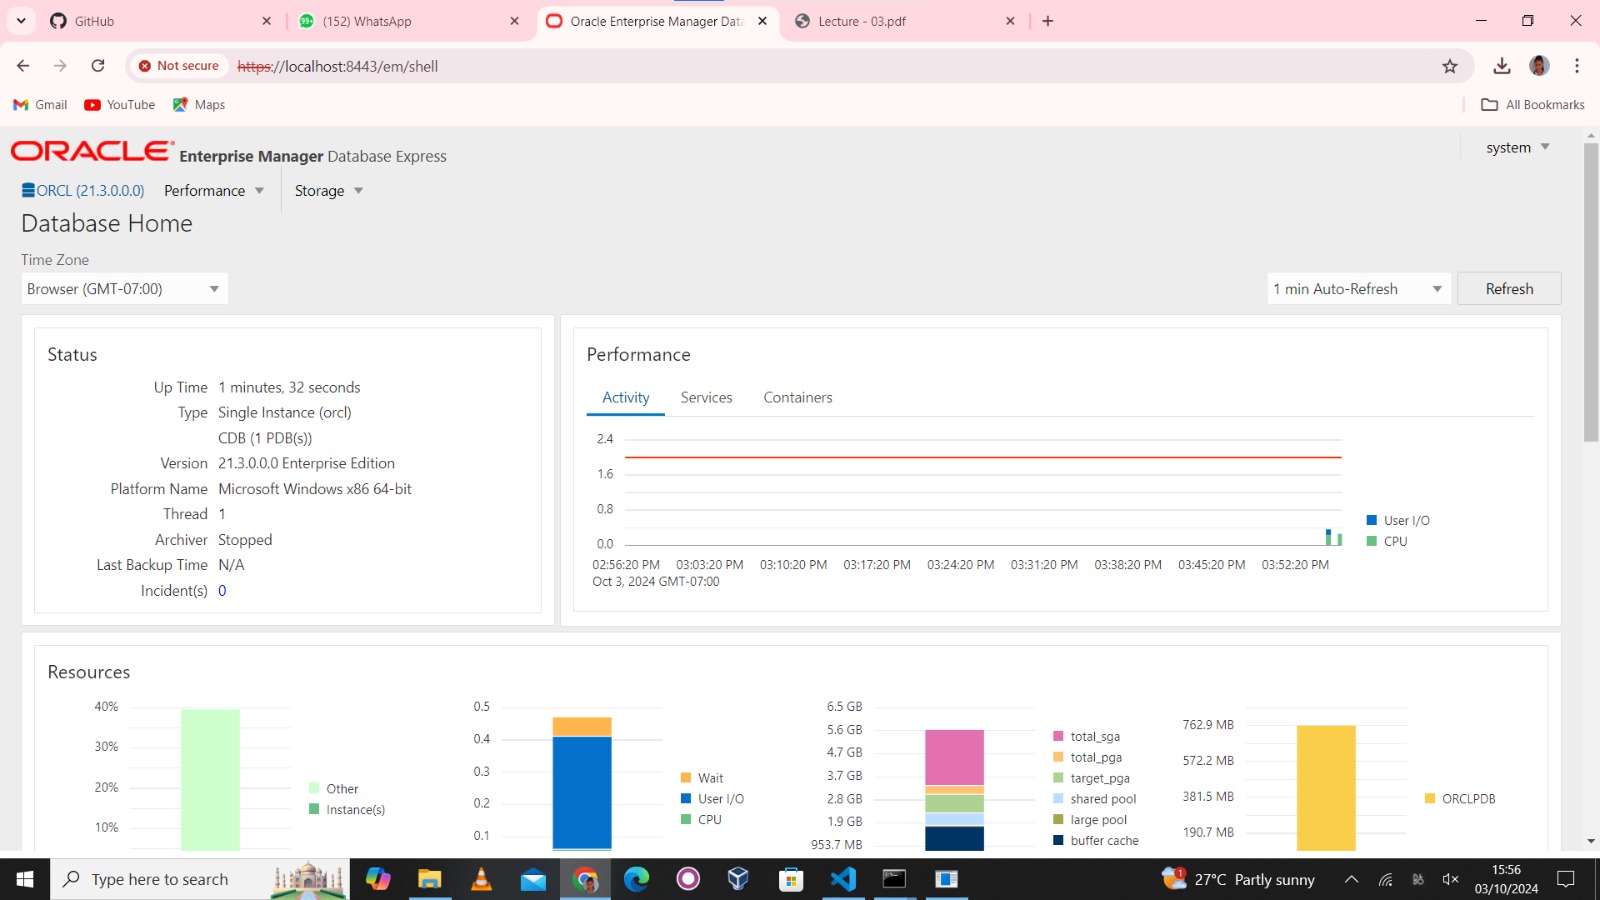 GitHub
99+
(152) WhatsApp
Oracle Enterprise Manager Data
Lecture - 03.pdf
Not secure
https://localhost:8443/em/shell
Gmail
YouTube
Maps
All Bookmarks
ORACLE Enterprise Manager Database Express
system
ORCL (21.3.0.0.0)
Performance
Storage
Database Home
Time Zone
Browser (GMT-07:00)
1 min Auto-Refresh
Refresh
Status
Up Time 1 minutes, 32 seconds
Type Single Instance (orcl)
CDB (1 PDB(s))
Version 21.3.0.0.0 Enterprise Edition
Platform Name Microsoft Windows x86 64-bit
Thread 1
Archiver Stopped
Last Backup Time N/A
Incident(s) 0
Performance
Activity Services Containers
2.4
1.6
0.8
0.0
02:56:20 PM 03:03:20 PM 03:10:20 PM 03:17:20 PM 03:24:20 PM 03:31:20 PM 03:38:20 PM 03:45:20 PM 03:52:20 PM
Oct 3, 2024 GMT-07:00
User I/O
CPU
Resources
40%
30%
20%
10%
Other
Instance(s)
0.5
0.4
0.3
0.2
0.1
Wait
User I/O
CPU
6.5 GB
5.6 GB
4.7 GB
3.7 GB
2.8 GB
1.9 GB
953.7 MB
total_sga
total_pga
target_pga
shared pool
large pool
buffer cache
762.9 MB
572.2 MB
381.5 MB
190.7 MB
ORCLPDB
Type here to search
1
27°C Partly sunny
15:56
03/10/2024